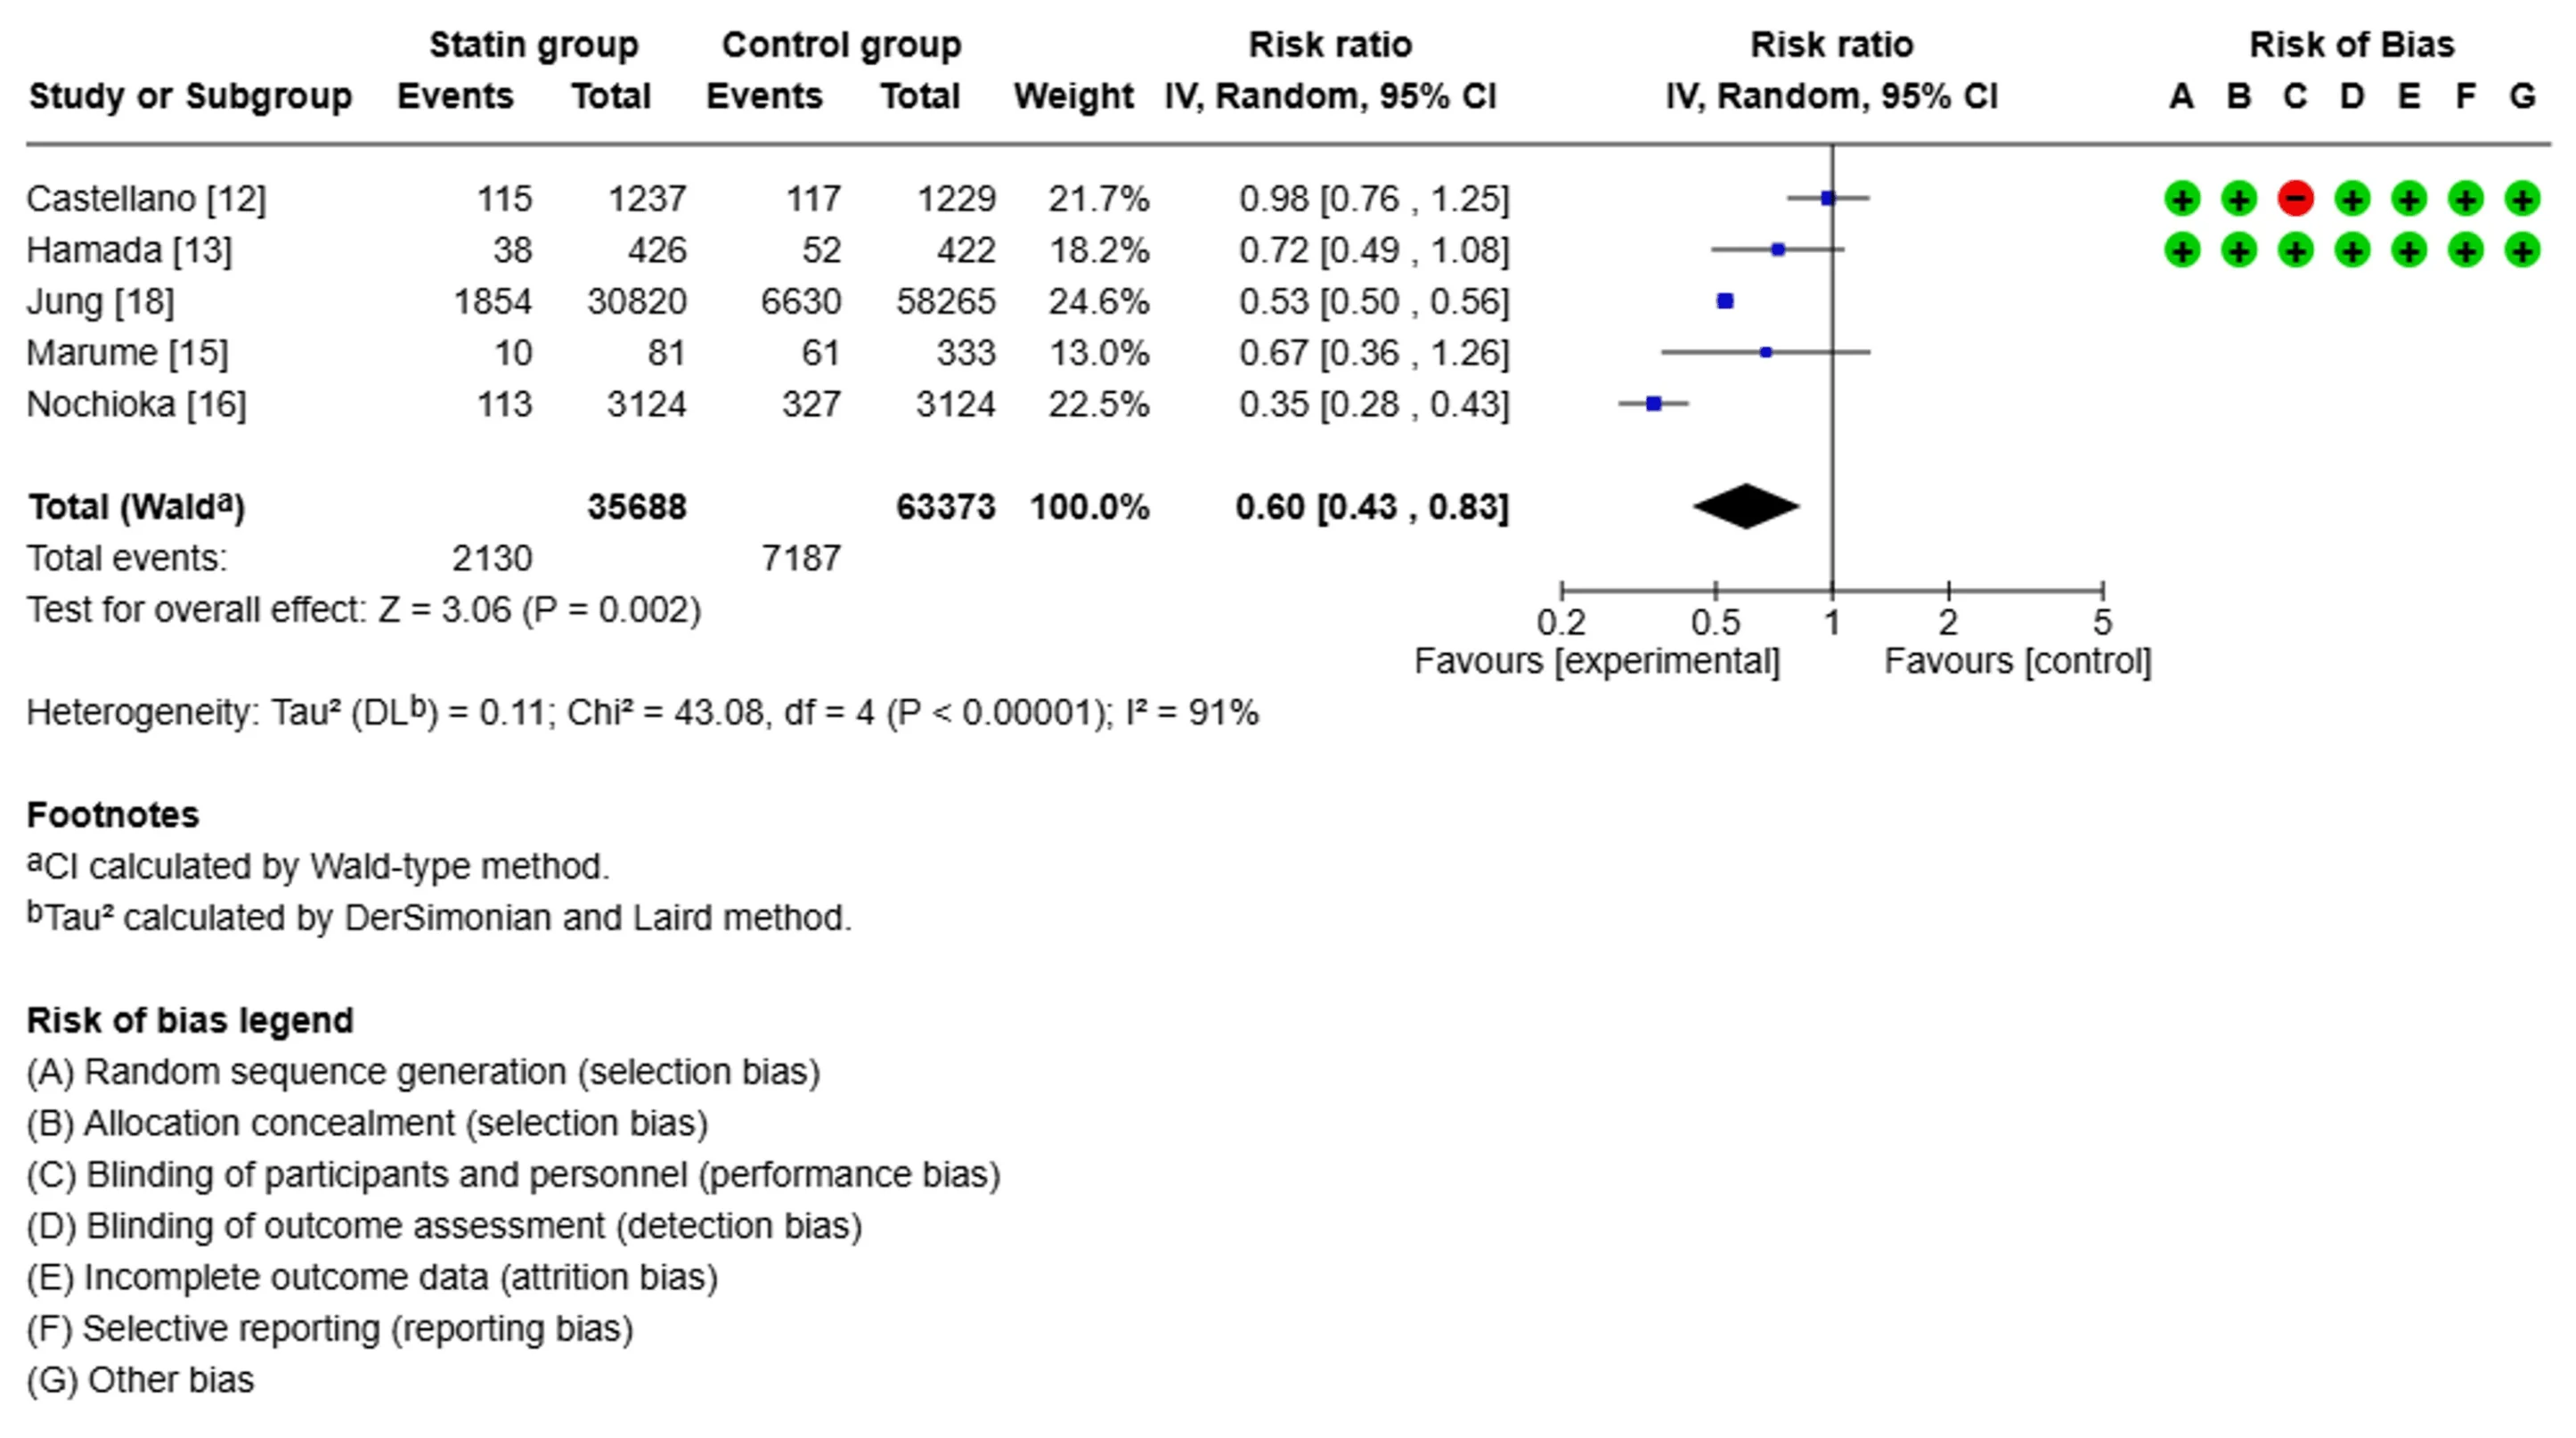 Statin group Control group Risk ratio Risk ratio Risk of Bias
Study or Subgroup Events Total Events Total Weight IV, Random, 95% CI IV, Random, 95% CI A B C D E F G
Castellano [12] 115 1237 117 1229 21.7% 0.98 [0.76 , 1.25] + + − + + + +
Hamada [13] 38 426 52 422 18.2% 0.72 [0.49 , 1.08] + + + + + + +
Jung [18] 1854 30820 6630 58265 24.6% 0.53 [0.50 , 0.56]
Marume [15] 10 81 61 333 13.0% 0.67 [0.36 , 1.26]
Nochioka [16] 113 3124 327 3124 22.5% 0.35 [0.28 , 0.43]
Total (Waldᵃ) 35688 63373 100.0% 0.60 [0.43 , 0.83]
Total events: 2130 7187
Test for overall effect: Z = 3.06 (P = 0.002)
0.2 0.5 1 2 5
Favours [experimental] Favours [control]
Heterogeneity: Tau² (DLᵇ) = 0.11; Chi² = 43.08, df = 4 (P < 0.00001); I² = 91%
Footnotes
ᵃCI calculated by Wald-type method.
ᵇTau² calculated by DerSimonian and Laird method.
Risk of bias legend
(A) Random sequence generation (selection bias)
(B) Allocation concealment (selection bias)
(C) Blinding of participants and personnel (performance bias)
(D) Blinding of outcome assessment (detection bias)
(E) Incomplete outcome data (attrition bias)
(F) Selective reporting (reporting bias)
(G) Other bias